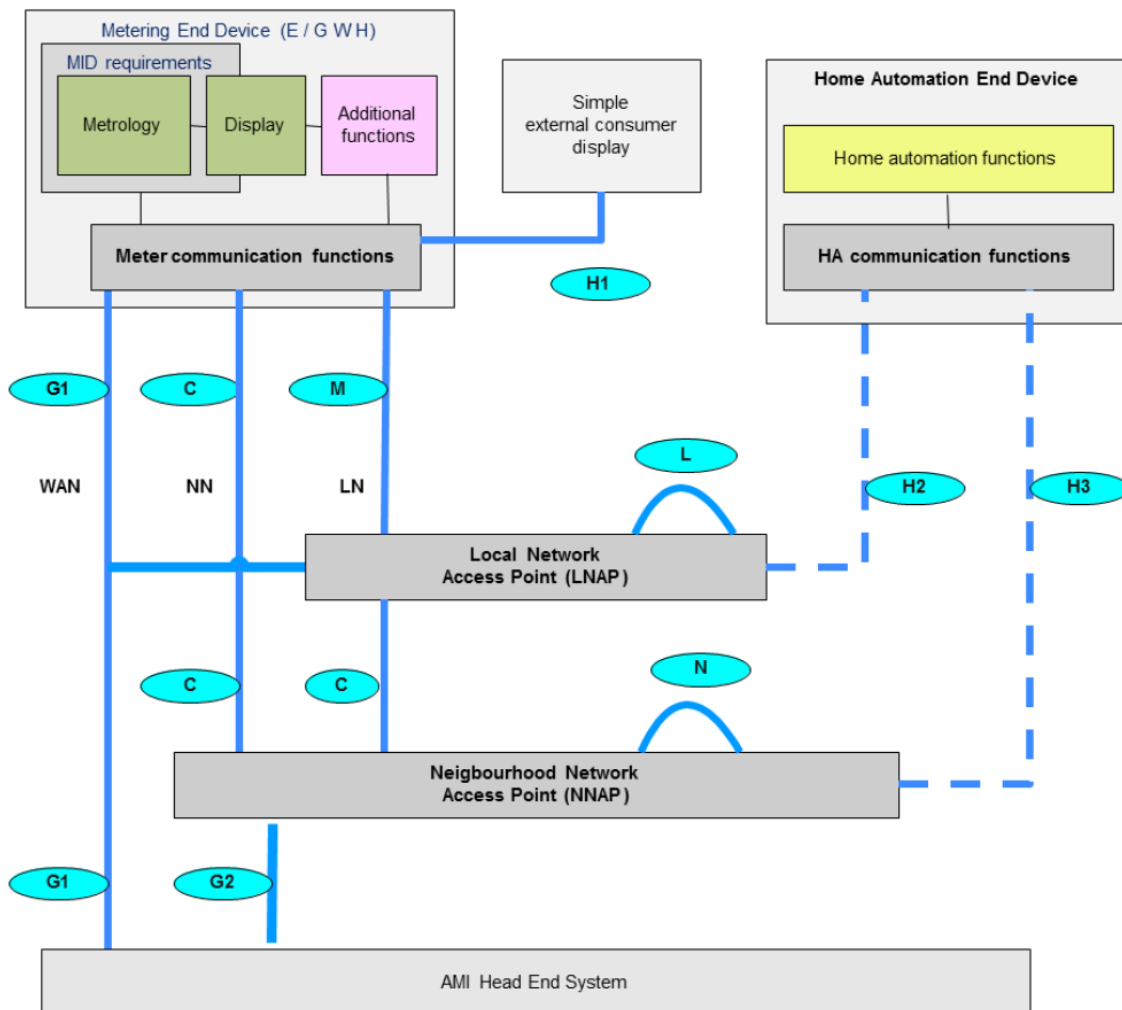 Metering End Device (E / G W H)
MID requirements
Metrology
Display
Additional
functions
Meter communication functions
Simple
external consumer
display
H1
Home Automation End Device
Home automation functions
HA communication functions
G1
C
M
WAN
NN
LN
L
H2
H3
Local Network
Access Point (LNAP)
C
C
N
Neigbourhood Network
Access Point (NNAP)
G1
G2
AMI Head End System